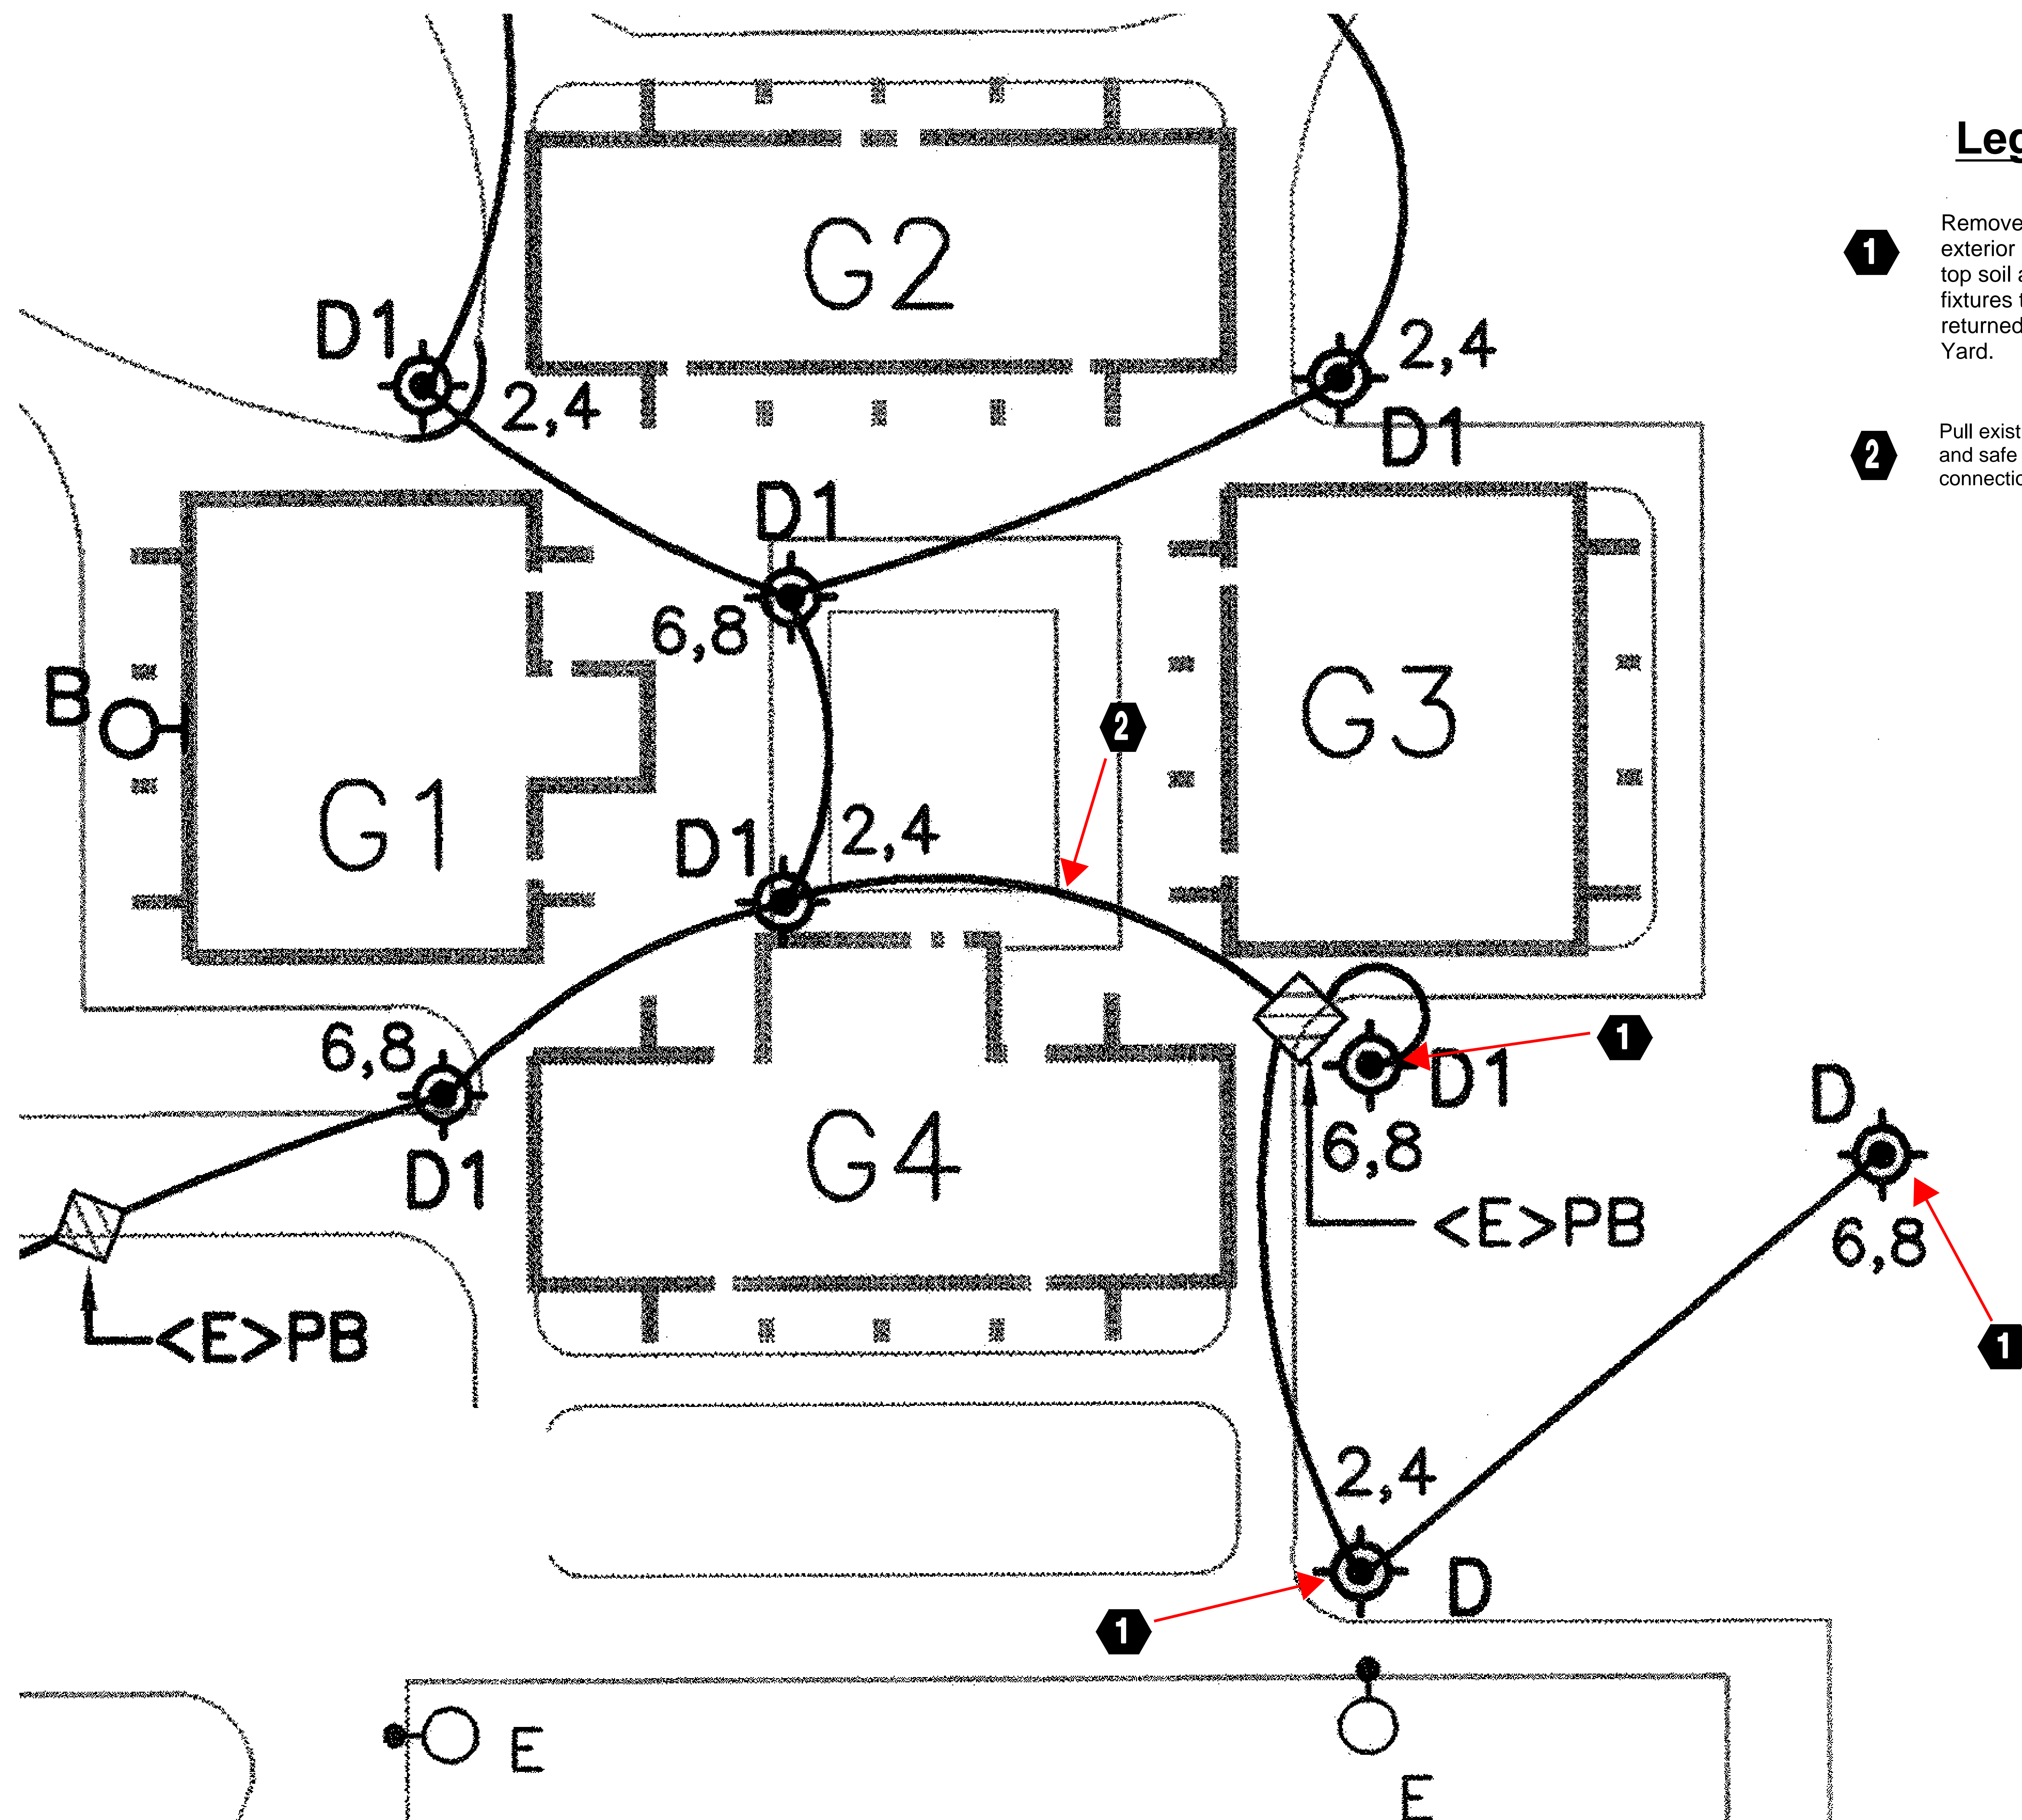 Leg
1
Remove
exterior
top soil a
fixtures t
returned
Yard.
2
Pull exist
and safe
connectio
G2
D1
2,4
2,4
D1
D1
6,8
B
G1
G3
2
D1
2,4
6,8
D1
G4
1
D1
6,8
<E>PB
D
6,8
1
<E>PB
2,4
D
1
E
E